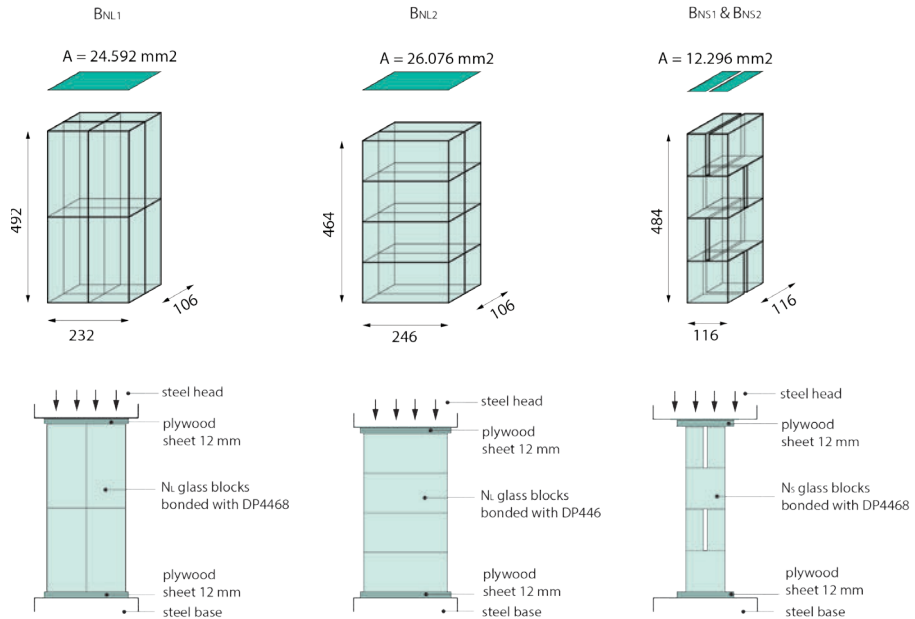 BNL1
BNL2
BNS1 & BNS2
A = 24.592 mm2
A = 26.076 mm2
A = 12.296 mm2
492
232
106
464
246
106
484
116
116
steel head
plywood
sheet 12 mm
NL glass blocks
bonded with DP4468
plywood
sheet 12 mm
steel base
steel head
plywood
sheet 12 mm
NL glass blocks
bonded with DP446
plywood
sheet 12 mm
steel base
steel head
plywood
sheet 12 mm
NS glass blocks
bonded with DP4468
plywood
sheet 12 mm
steel base